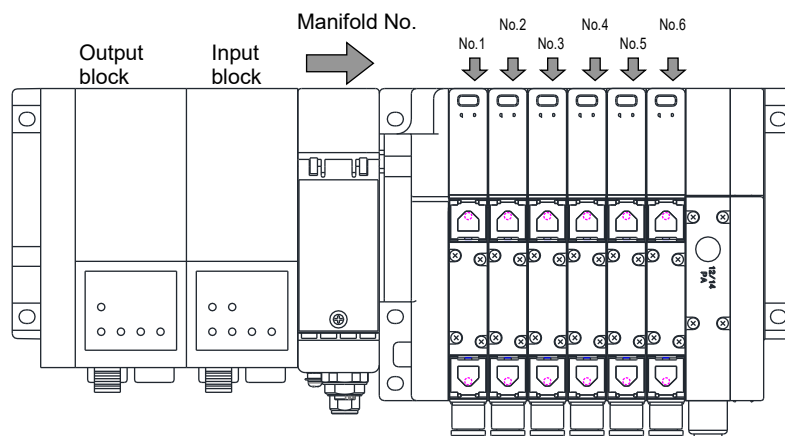 Manifold No.
Output
block
Input
block
No.1
No.2
No.3
No.4
No.5
No.6
12/14
PA